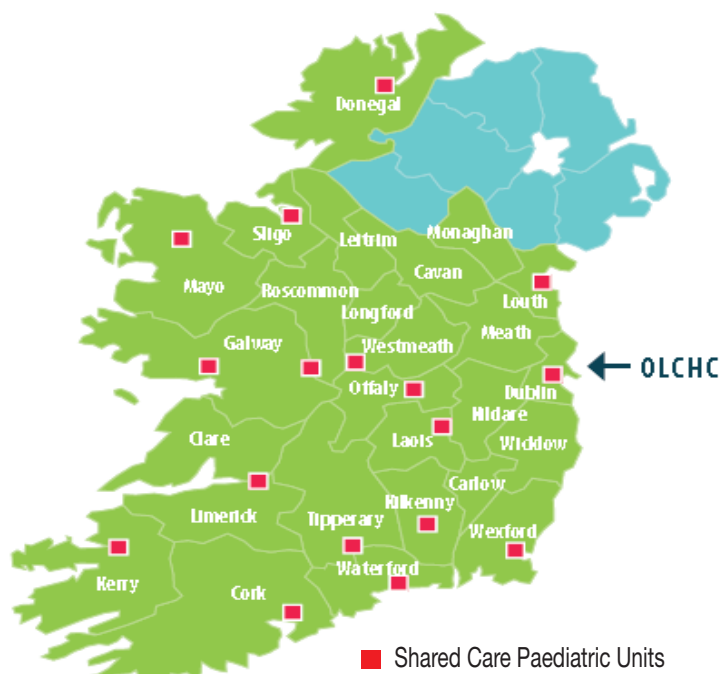 Donegal
Sligo
Leitrim
Monaghan
Cavan
Mayo
Roscommon
Louth
Longford
Meath
Galway
Westmeath
OLCHC
Offaly
Dublin
Kildare
Clare
Laois
Wicklow
Carlow
Kilkenny
Limerick
Tipperary
Wexford
Waterford
Kerry
Cork
Shared Care Paediatric Units